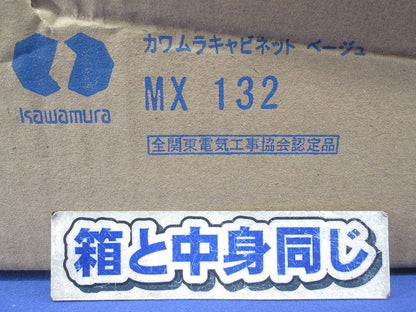 カワムラキャビネット ベージュ
MX 132
kawamura
全関東電気工事協会認定品
箱と中身同じ